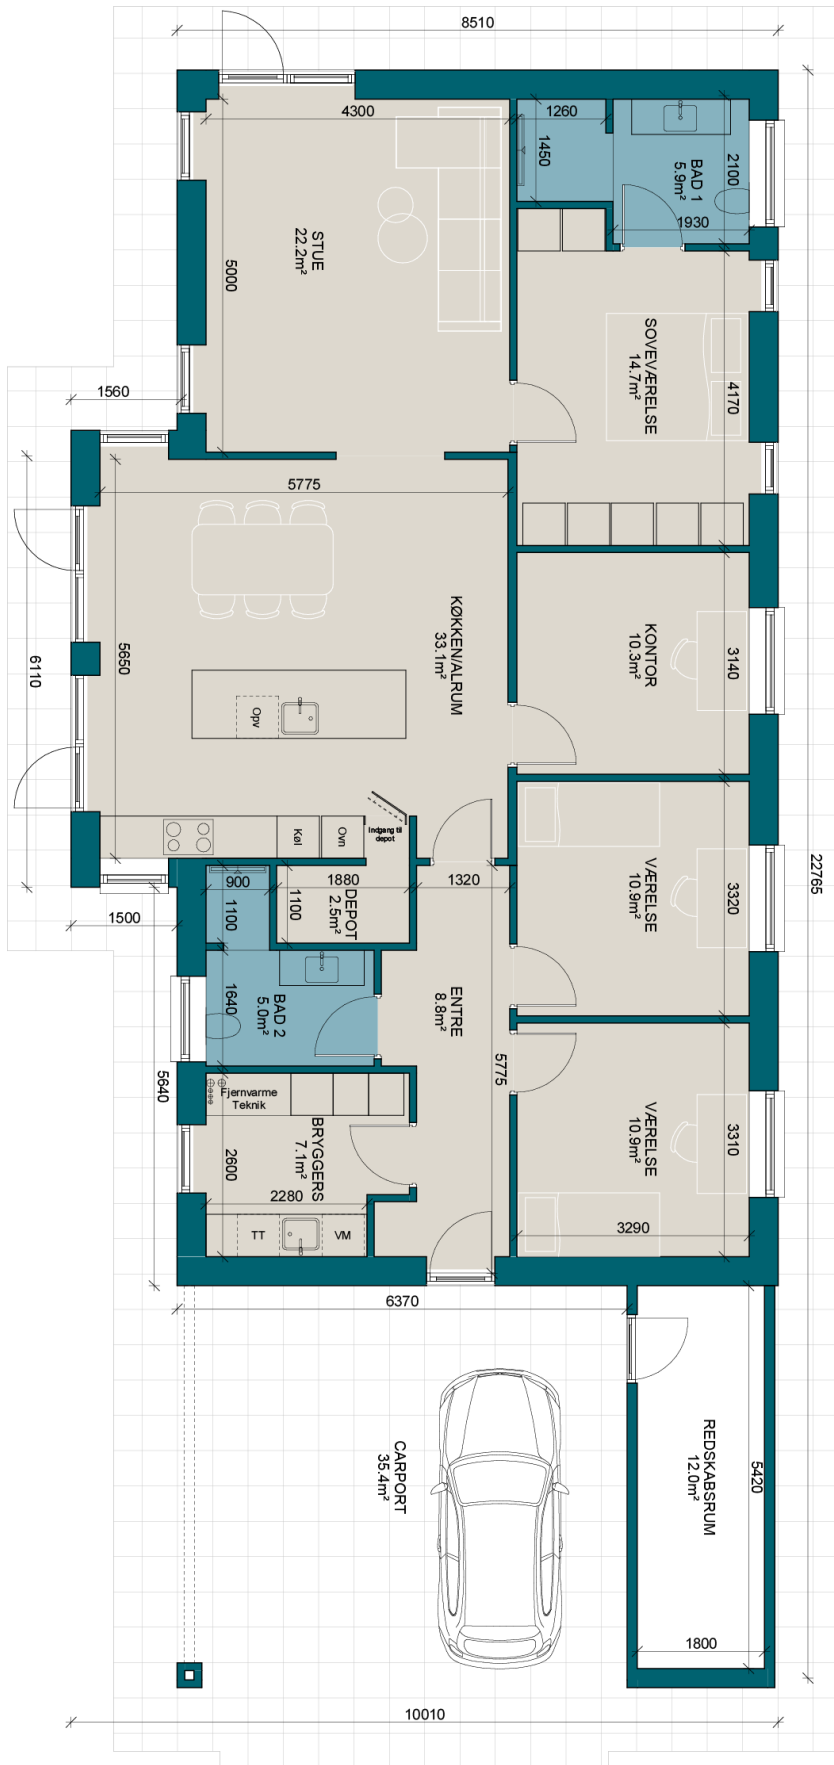 8510
4300
1260
1450
2100
BAD 1
5.9m²
1930
STUE
22.2m²
5000
SOVEVÆRELSE
14.7m²
4170
1560
5775
KØKKEN/ALRUM
33.1m²
KONTOR
10.3m²
3140
5650
6110
Opv
Køl
Ovn
Indgang til
depot
VÆRELSE
10.9m²
3320
22765
900
1880
1320
1100
1100
DEPOT
2.5m²
1500
1640
BAD 2
5.0m²
ENTRE
8.8m²
5775
5640
Fjernvarme
Teknik
BRYGGERS
7.1m²
2600
2280
TT
VM
VÆRELSE
10.9m²
3310
3290
6370
CARPORT
35.4m²
REDSKABSRUM
12.0m²
5420
1800
10010